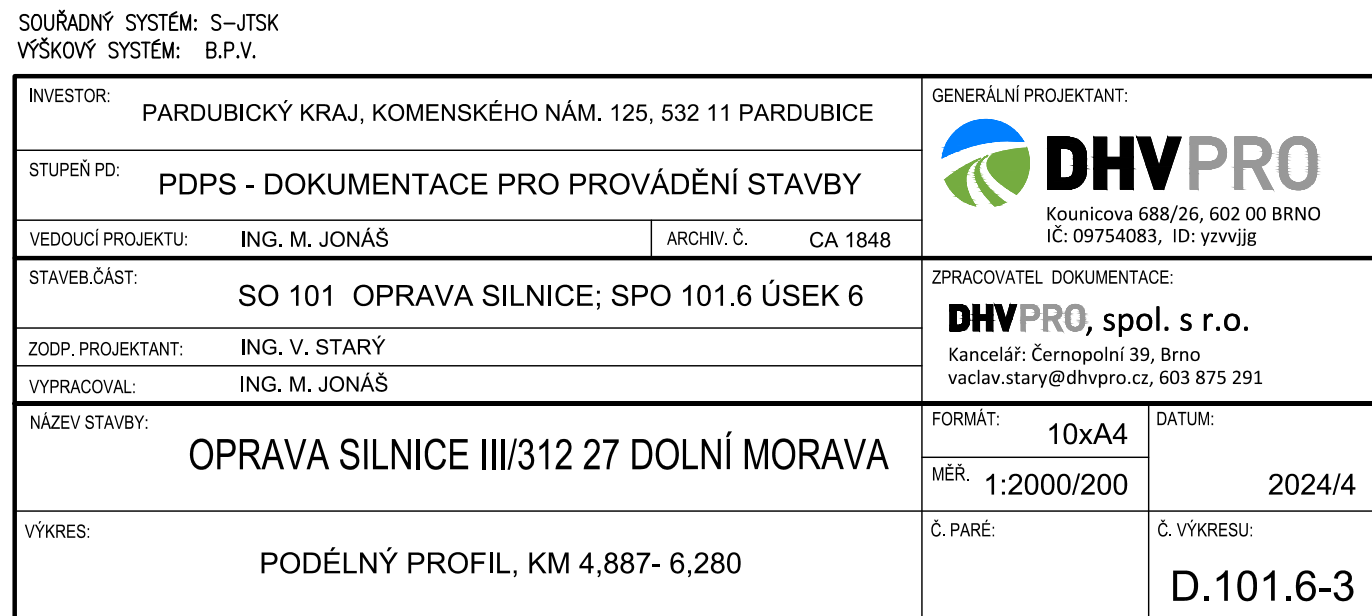 SOUŘADNÝ SYSTÉM: S-JTSK
VÝŠKOVÝ SYSTÉM: B.P.V.
INVESTOR:
PARDUBICKÝ KRAJ, KOMENSKÉHO NÁM. 125, 532 11 PARDUBICE
STUPEŇ PD:
PDPS - DOKUMENTACE PRO PROVÁDĚNÍ STAVBY
VEDOUCÍ PROJEKTU: ING. M. JONÁŠ ARCHIV. Č. CA 1848
GENERÁLNÍ PROJEKTANT:
DHVPRO
Kounicova 688/26, 602 00 BRNO
IČ: 09754083, ID: yzvvjjg
STAVEB.ČÁST:
SO 101 OPRAVA SILNICE; SPO 101.6 ÚSEK 6
ZODP. PROJEKTANT: ING. V. STARÝ
VYPRACOVAL: ING. M. JONÁŠ
ZPRACOVATEL DOKUMENTACE:
DHVPRO, spol. s r.o.
Kancelář: Černopolní 39, Brno
vaclav.stary@dhvpro.cz, 603 875 291
NÁZEV STAVBY:
OPRAVA SILNICE III/312 27 DOLNÍ MORAVA
FORMÁT: 10xA4
MĚŘ. 1:2000/200
DATUM:
2024/4
VÝKRES:
PODÉLNÝ PROFIL, KM 4,887- 6,280
Č. PARÉ:
Č. VÝKRESU:
D.101.6-3